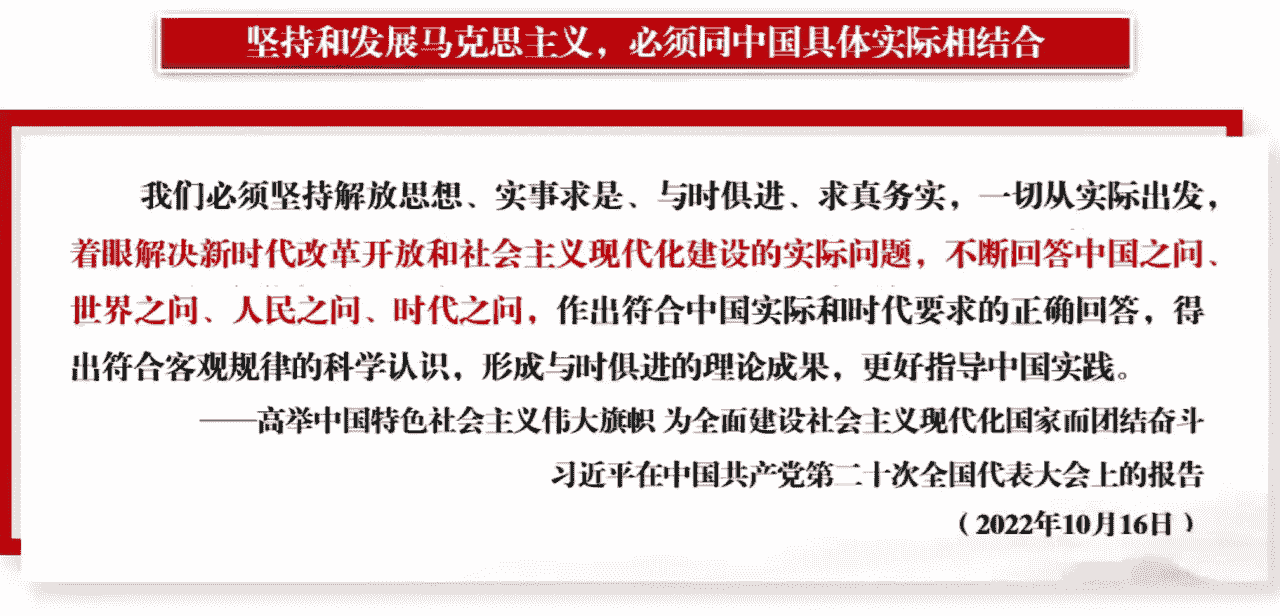 坚持和发展马克思主义，必须同中国具体实际相结合
我们必须坚持解放思想、实事求是、与时俱进、求真务实，一切从实际出发，
着眼解决新时代改革开放和社会主义现代化建设的实际问题，不断回答中国之问、
世界之问、人民之问、时代之问，作出符合中国实际和时代要求的正确回答，得
出符合客观规律的科学认识，形成与时俱进的理论成果，更好指导中国实践。
——高举中国特色社会主义伟大旗帜 为全面建设社会主义现代化国家而团结奋斗
习近平在中国共产党第二十次全国代表大会上的报告
（2022年10月16日）